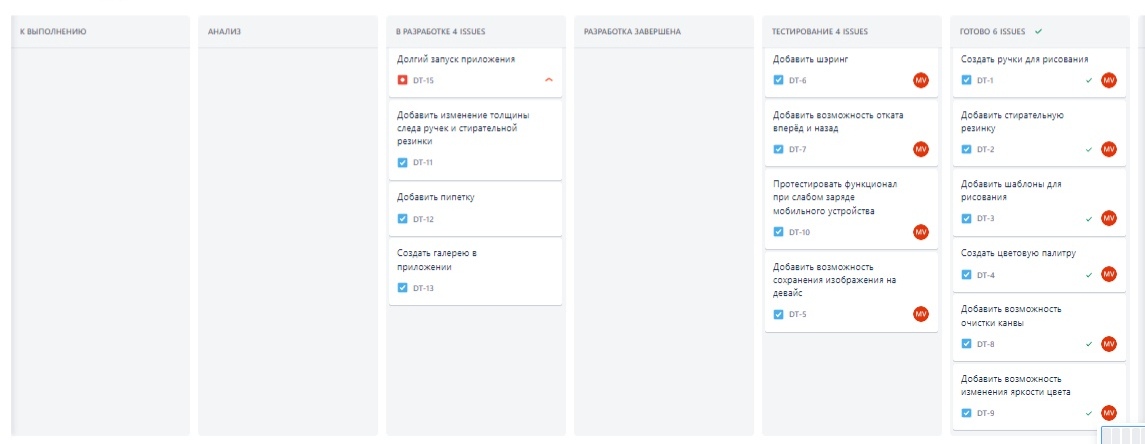 К ВЫПОЛНЕНИЮ
АНАЛИЗ
В РАЗРАБОТКЕ 4 ISSUES
Долгий запуск приложения
DT-15
Добавить изменение толщины
следа ручек и стирательной
резинки
DT-11
Добавить пипетку
DT-12
Создать галерею в
приложении
DT-13
РАЗРАБОТКА ЗАВЕРШЕНА
ТЕСТИРОВАНИЕ 4 ISSUES
Добавить шэринг
DT-6
MV
Добавить возможность отката
вперёд и назад
DT-7
MV
Протестировать функционал
при слабом заряде
мобильного устройства
DT-10
MV
Добавить возможность
сохранения изображения на
девайс
DT-5
MV
ГОТОВО 6 ISSUES
Создать ручки для рисования
DT-1
MV
Добавить стирательную
резинку
DT-2
MV
Добавить шаблоны для
рисования
DT-3
MV
Создать цветовую палитру
DT-4
MV
Добавить возможность
очистки канвы
DT-8
MV
Добавить возможность
изменения яркости цвета
DT-9
MV